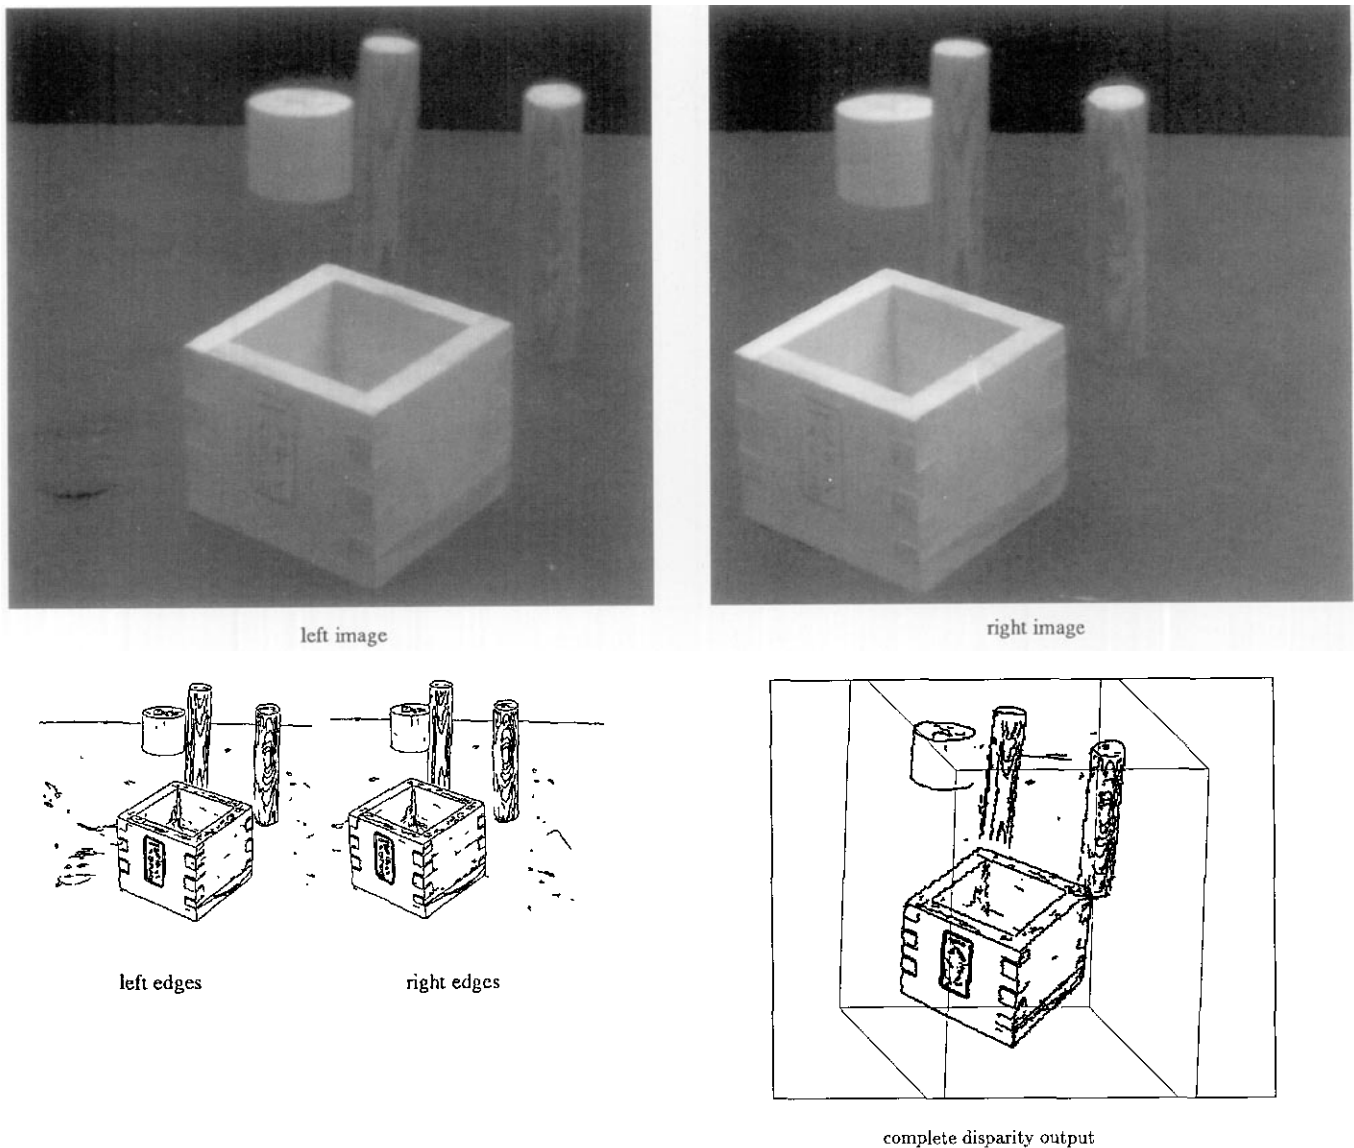 left image
right image
left edges
right edges
complete disparity output